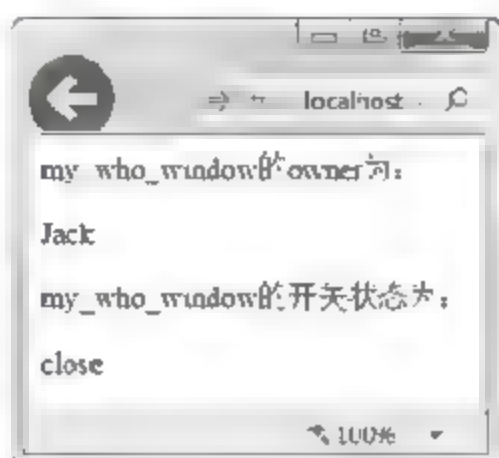 localhost
my_who_window的owner为：
Jack
my_who_window的开关状态为：
close
100%